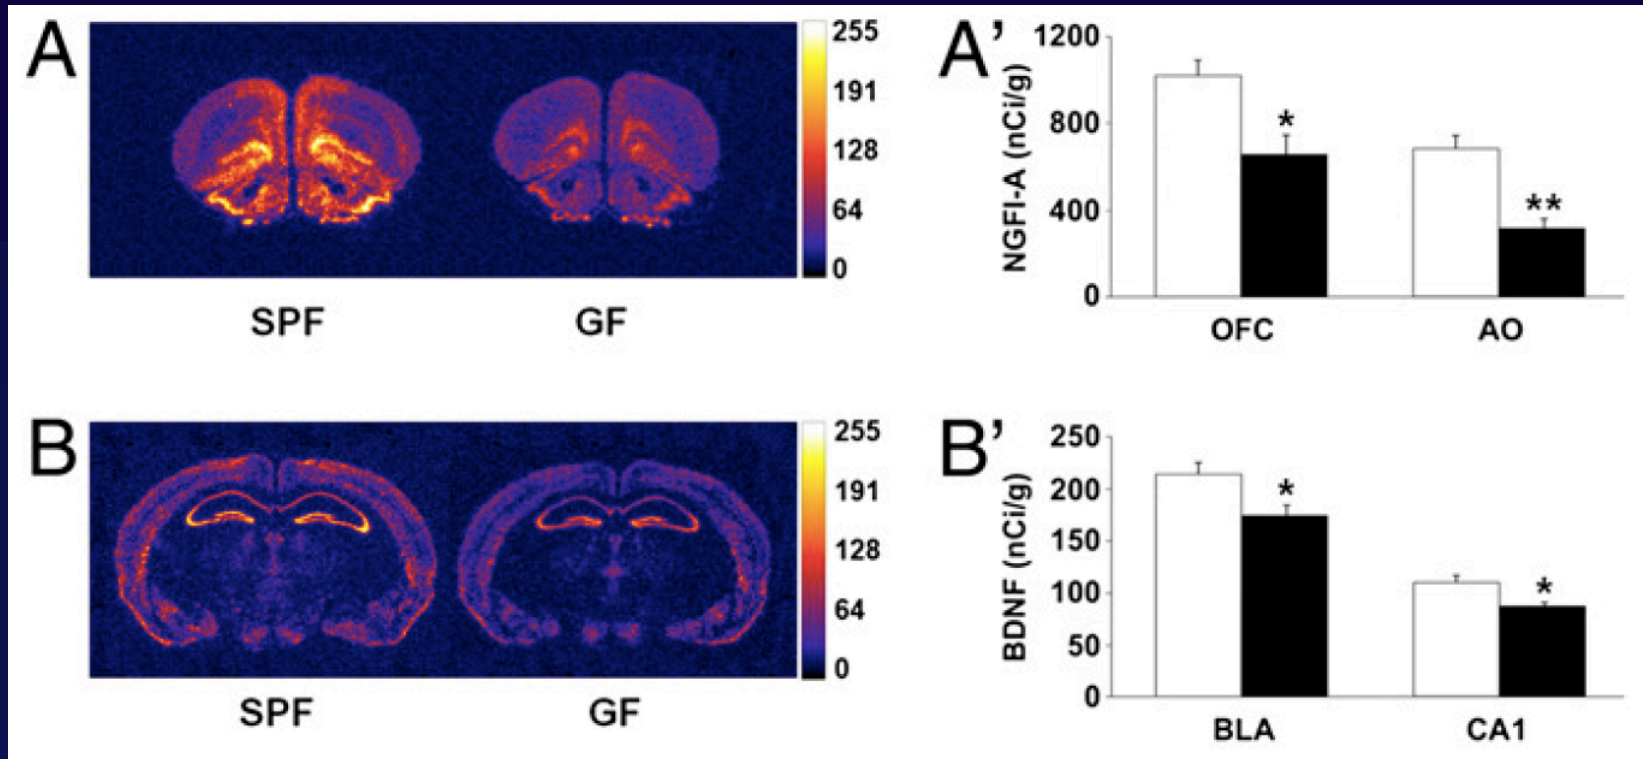 A
255
191
128
64
0
SPF
GF
A'
NGFI-A (nCi/g)
1200
800
400
0
*
**
OFC
AO
B
255
191
128
64
0
SPF
GF
B'
BDNF (nCi/g)
250
200
150
100
50
0
*
*
BLA
CA1